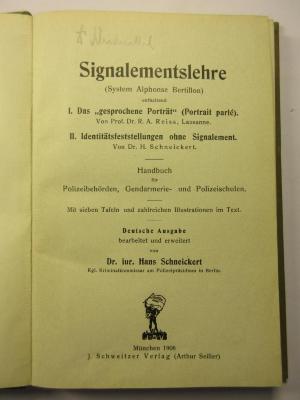 Signalementslehre
(System Alphonse Bertillon)
enthaltend
I. Das „gesprochene Porträt“ (Portrait parlé).
Von Prof. Dr. R. A. Reiss, Lausanne.
II. Identitätsfeststellungen ohne Signalement.
Von Dr. H. Schneickert.
Handbuch
für
Polizeibehörden, Gendarmerie- und Polizeischulen.
Mit sieben Tafeln und zahlreichen Illustrationen im Text.
Deutsche Ausgabe
bearbeitet und erweitert
von
Dr. iur. Hans Schneickert
Kgl. Kriminalkommissar am Polizeipräsidium in Berlin.
München 1908
J. Schweitzer Verlag (Arthur Sellier)